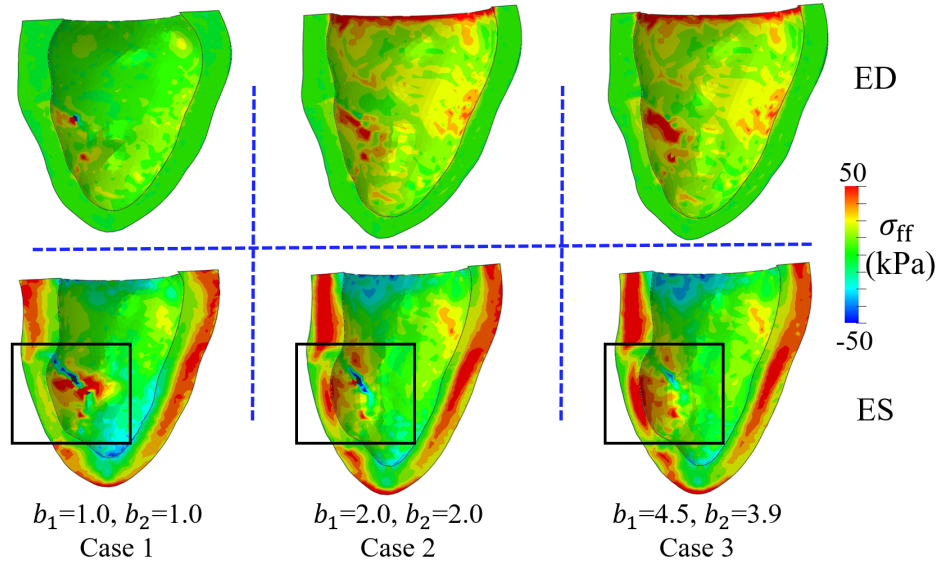 ED
50
σff
(kPa)
-50
ES
b1=1.0, b2=1.0
b1=2.0, b2=2.0
b1=4.5, b2=3.9
Case 1
Case 2
Case 3